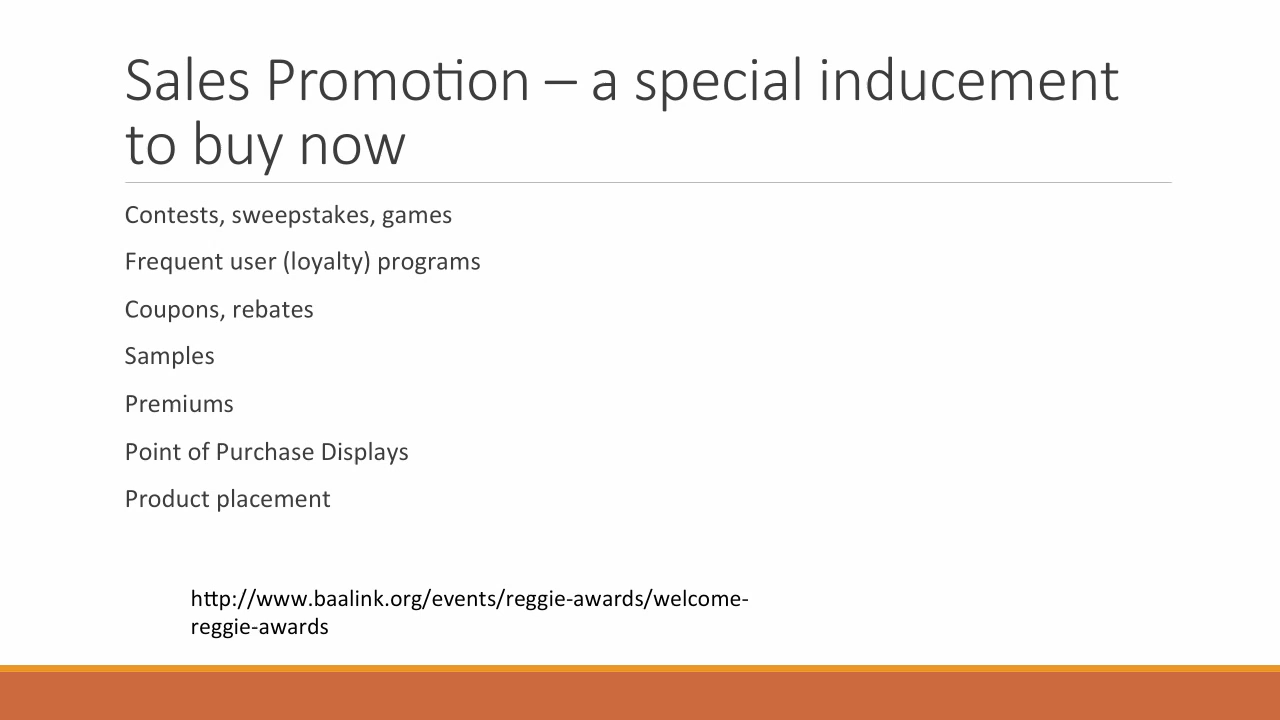 Sales Promotion – a special inducement
to buy now
Contests, sweepstakes, games
Frequent user (loyalty) programs
Coupons, rebates
Samples
Premiums
Point of Purchase Displays
Product placement
http://www.baalink.org/events/reggie-awards/welcome-
reggie-awards